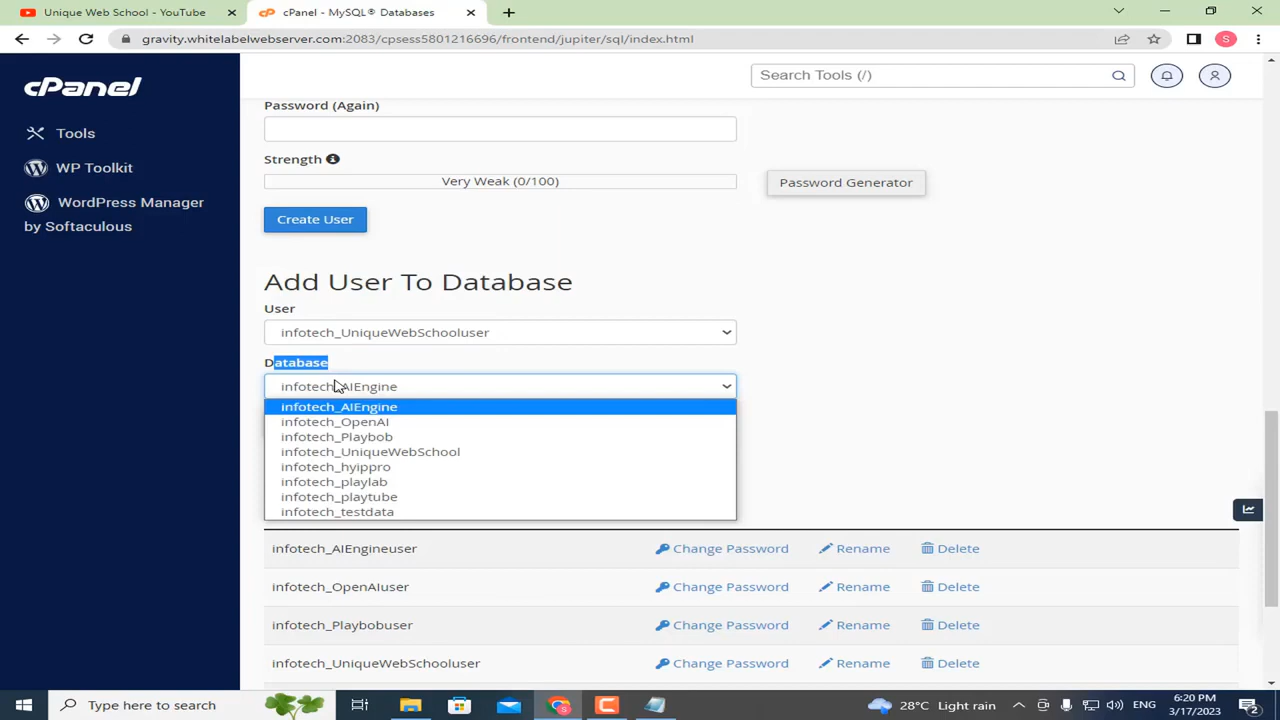 Unique Web School - YouTube
cPanel - MySQL® Databases
gravity.whitelabelwebserver.com:2083/cpsess5801216696/frontend/jupiter/sql/index.html
S
cPanel
Search Tools (/)
Tools
WP Toolkit
WordPress Manager
by Softaculous
Password (Again)
Strength
Very Weak (0/100)
Password Generator
Create User
Add User To Database
User
infotech_UniqueWebSchooluser
Database
infotech_AIEngine
infotech_AIEngine
infotech_OpenAI
infotech_Playbob
infotech_UniqueWebSchool
infotech_hyippro
infotech_playlab
infotech_playtube
infotech_testdata
infotech_AIEngineuser Change Password Rename Delete
infotech_OpenAIuser Change Password Rename Delete
infotech_Playbobuser Change Password Rename Delete
infotech_UniqueWebSchooluser Change Password Rename Delete
Type here to search
28°C Light rain
ENG
6:20 PM
3/17/2023
2